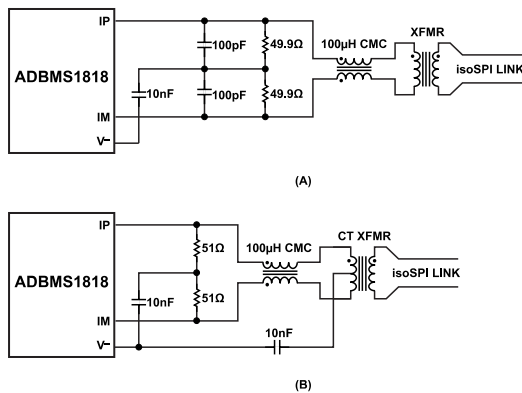 IP
XFMR
100pF
49.9Ω
100µH CMC
ADBMS1818
isoSPI LINK
10nF
100pF
49.9Ω
IM
V–
(A)
IP
CT XFMR
51Ω
100µH CMC
ADBMS1818
isoSPI LINK
10nF
51Ω
IM
10nF
V–
(B)